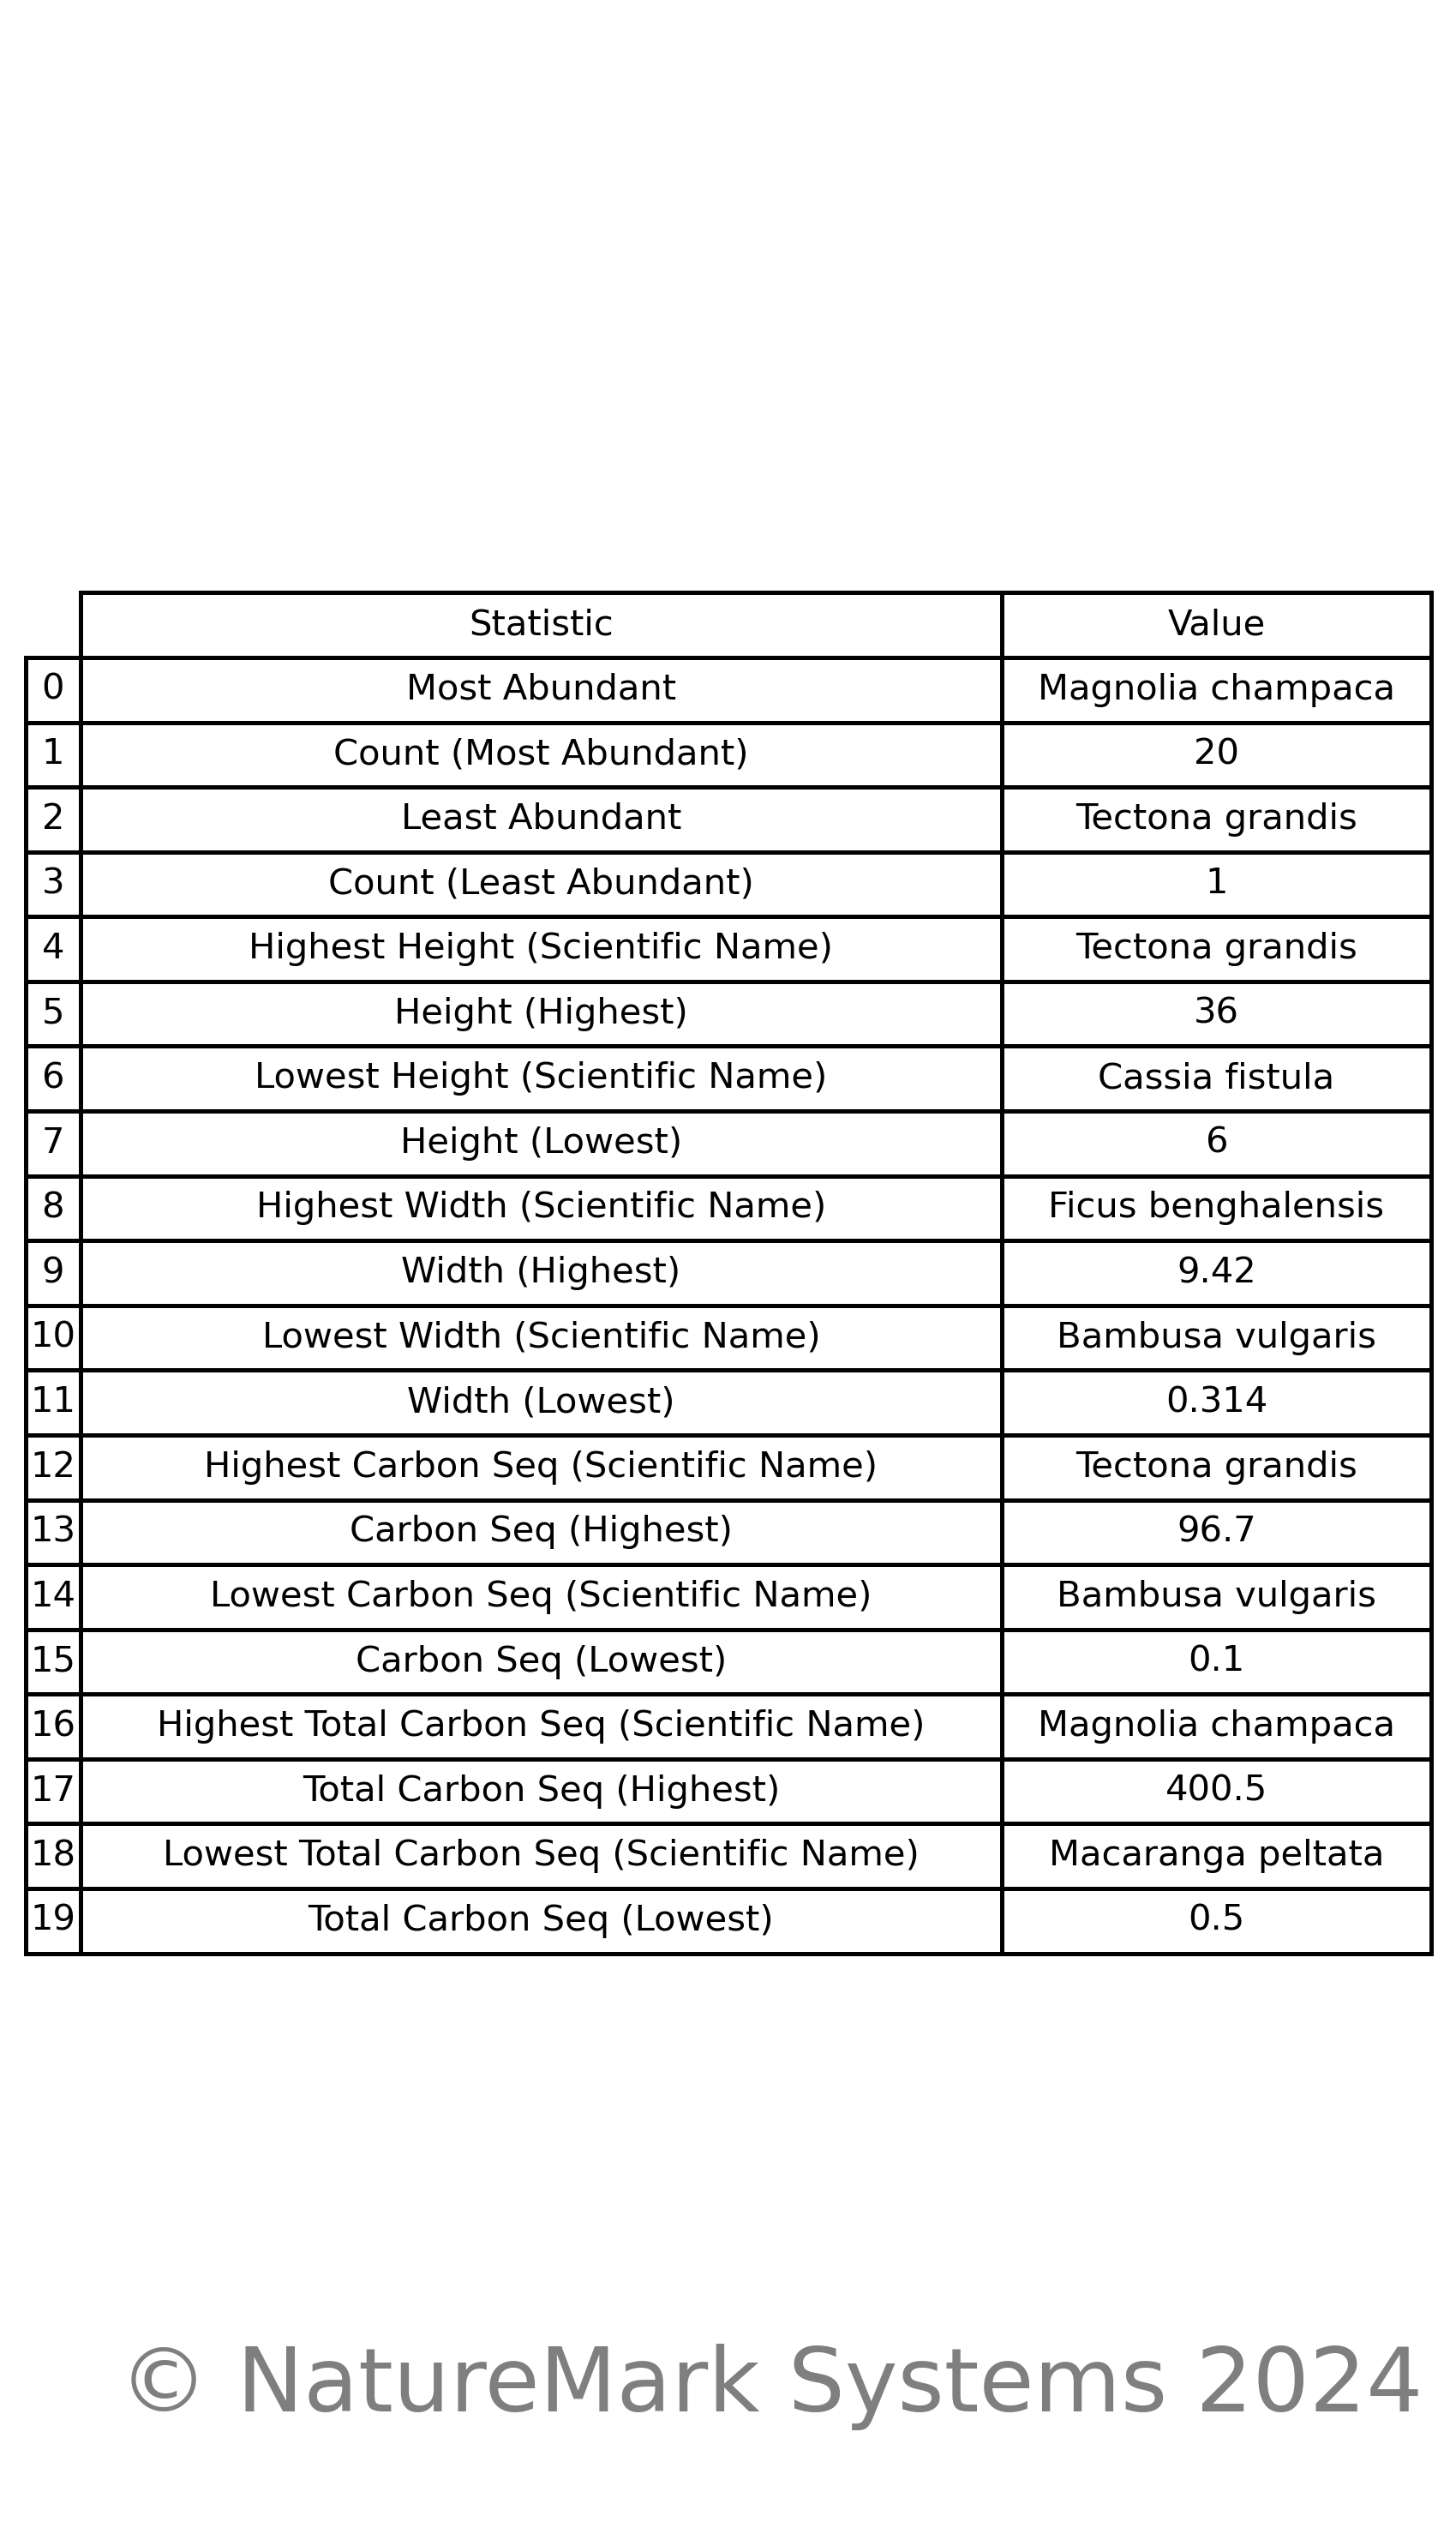 Statistic Value
0 Most Abundant Magnolia champaca
1 Count (Most Abundant) 20
2 Least Abundant Tectona grandis
3 Count (Least Abundant) 1
4 Highest Height (Scientific Name) Tectona grandis
5 Height (Highest) 36
6 Lowest Height (Scientific Name) Cassia fistula
7 Height (Lowest) 6
8 Highest Width (Scientific Name) Ficus benghalensis
9 Width (Highest) 9.42
10 Lowest Width (Scientific Name) Bambusa vulgaris
11 Width (Lowest) 0.314
12 Highest Carbon Seq (Scientific Name) Tectona grandis
13 Carbon Seq (Highest) 96.7
14 Lowest Carbon Seq (Scientific Name) Bambusa vulgaris
15 Carbon Seq (Lowest) 0.1
16 Highest Total Carbon Seq (Scientific Name) Magnolia champaca
17 Total Carbon Seq (Highest) 400.5
18 Lowest Total Carbon Seq (Scientific Name) Macaranga peltata
19 Total Carbon Seq (Lowest) 0.5
© NatureMark Systems 2024